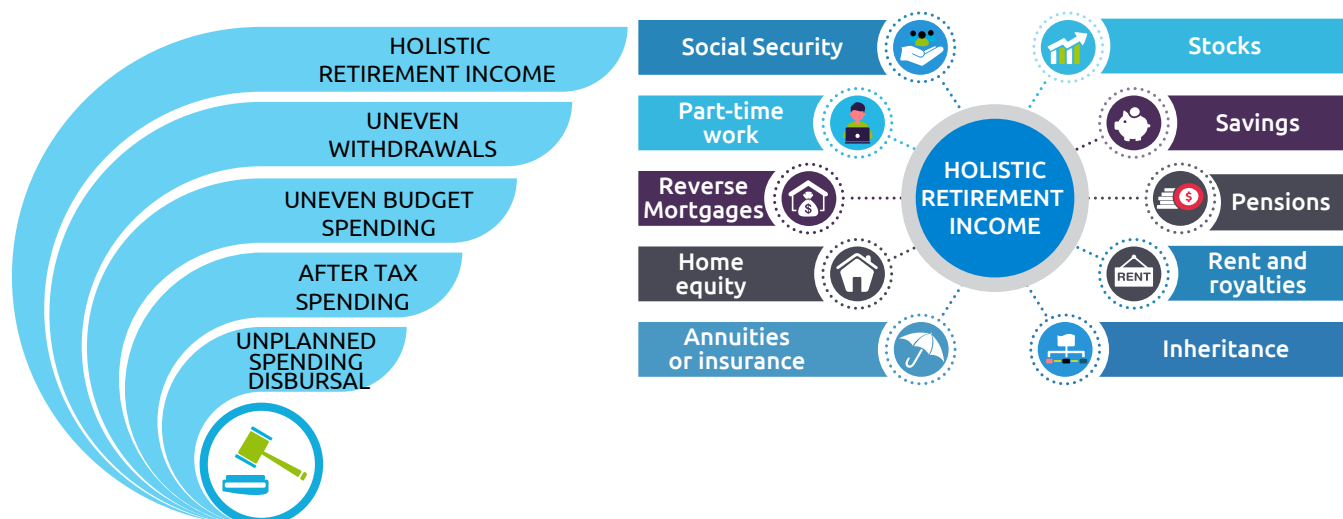 HOLISTIC
RETIREMENT INCOME
UNEVEN
WITHDRAWALS
UNEVEN BUDGET
SPENDING
AFTER TAX
SPENDING
UNPLANNED
SPENDING
DISBURSAL
Social Security
Part-time
work
Reverse
Mortgages
$
Home
equity
Annuities
or insurance
HOLISTIC
RETIREMENT
INCOME
Stocks
Savings
$
Pensions
RENT
Rent and
royalties
Inheritance